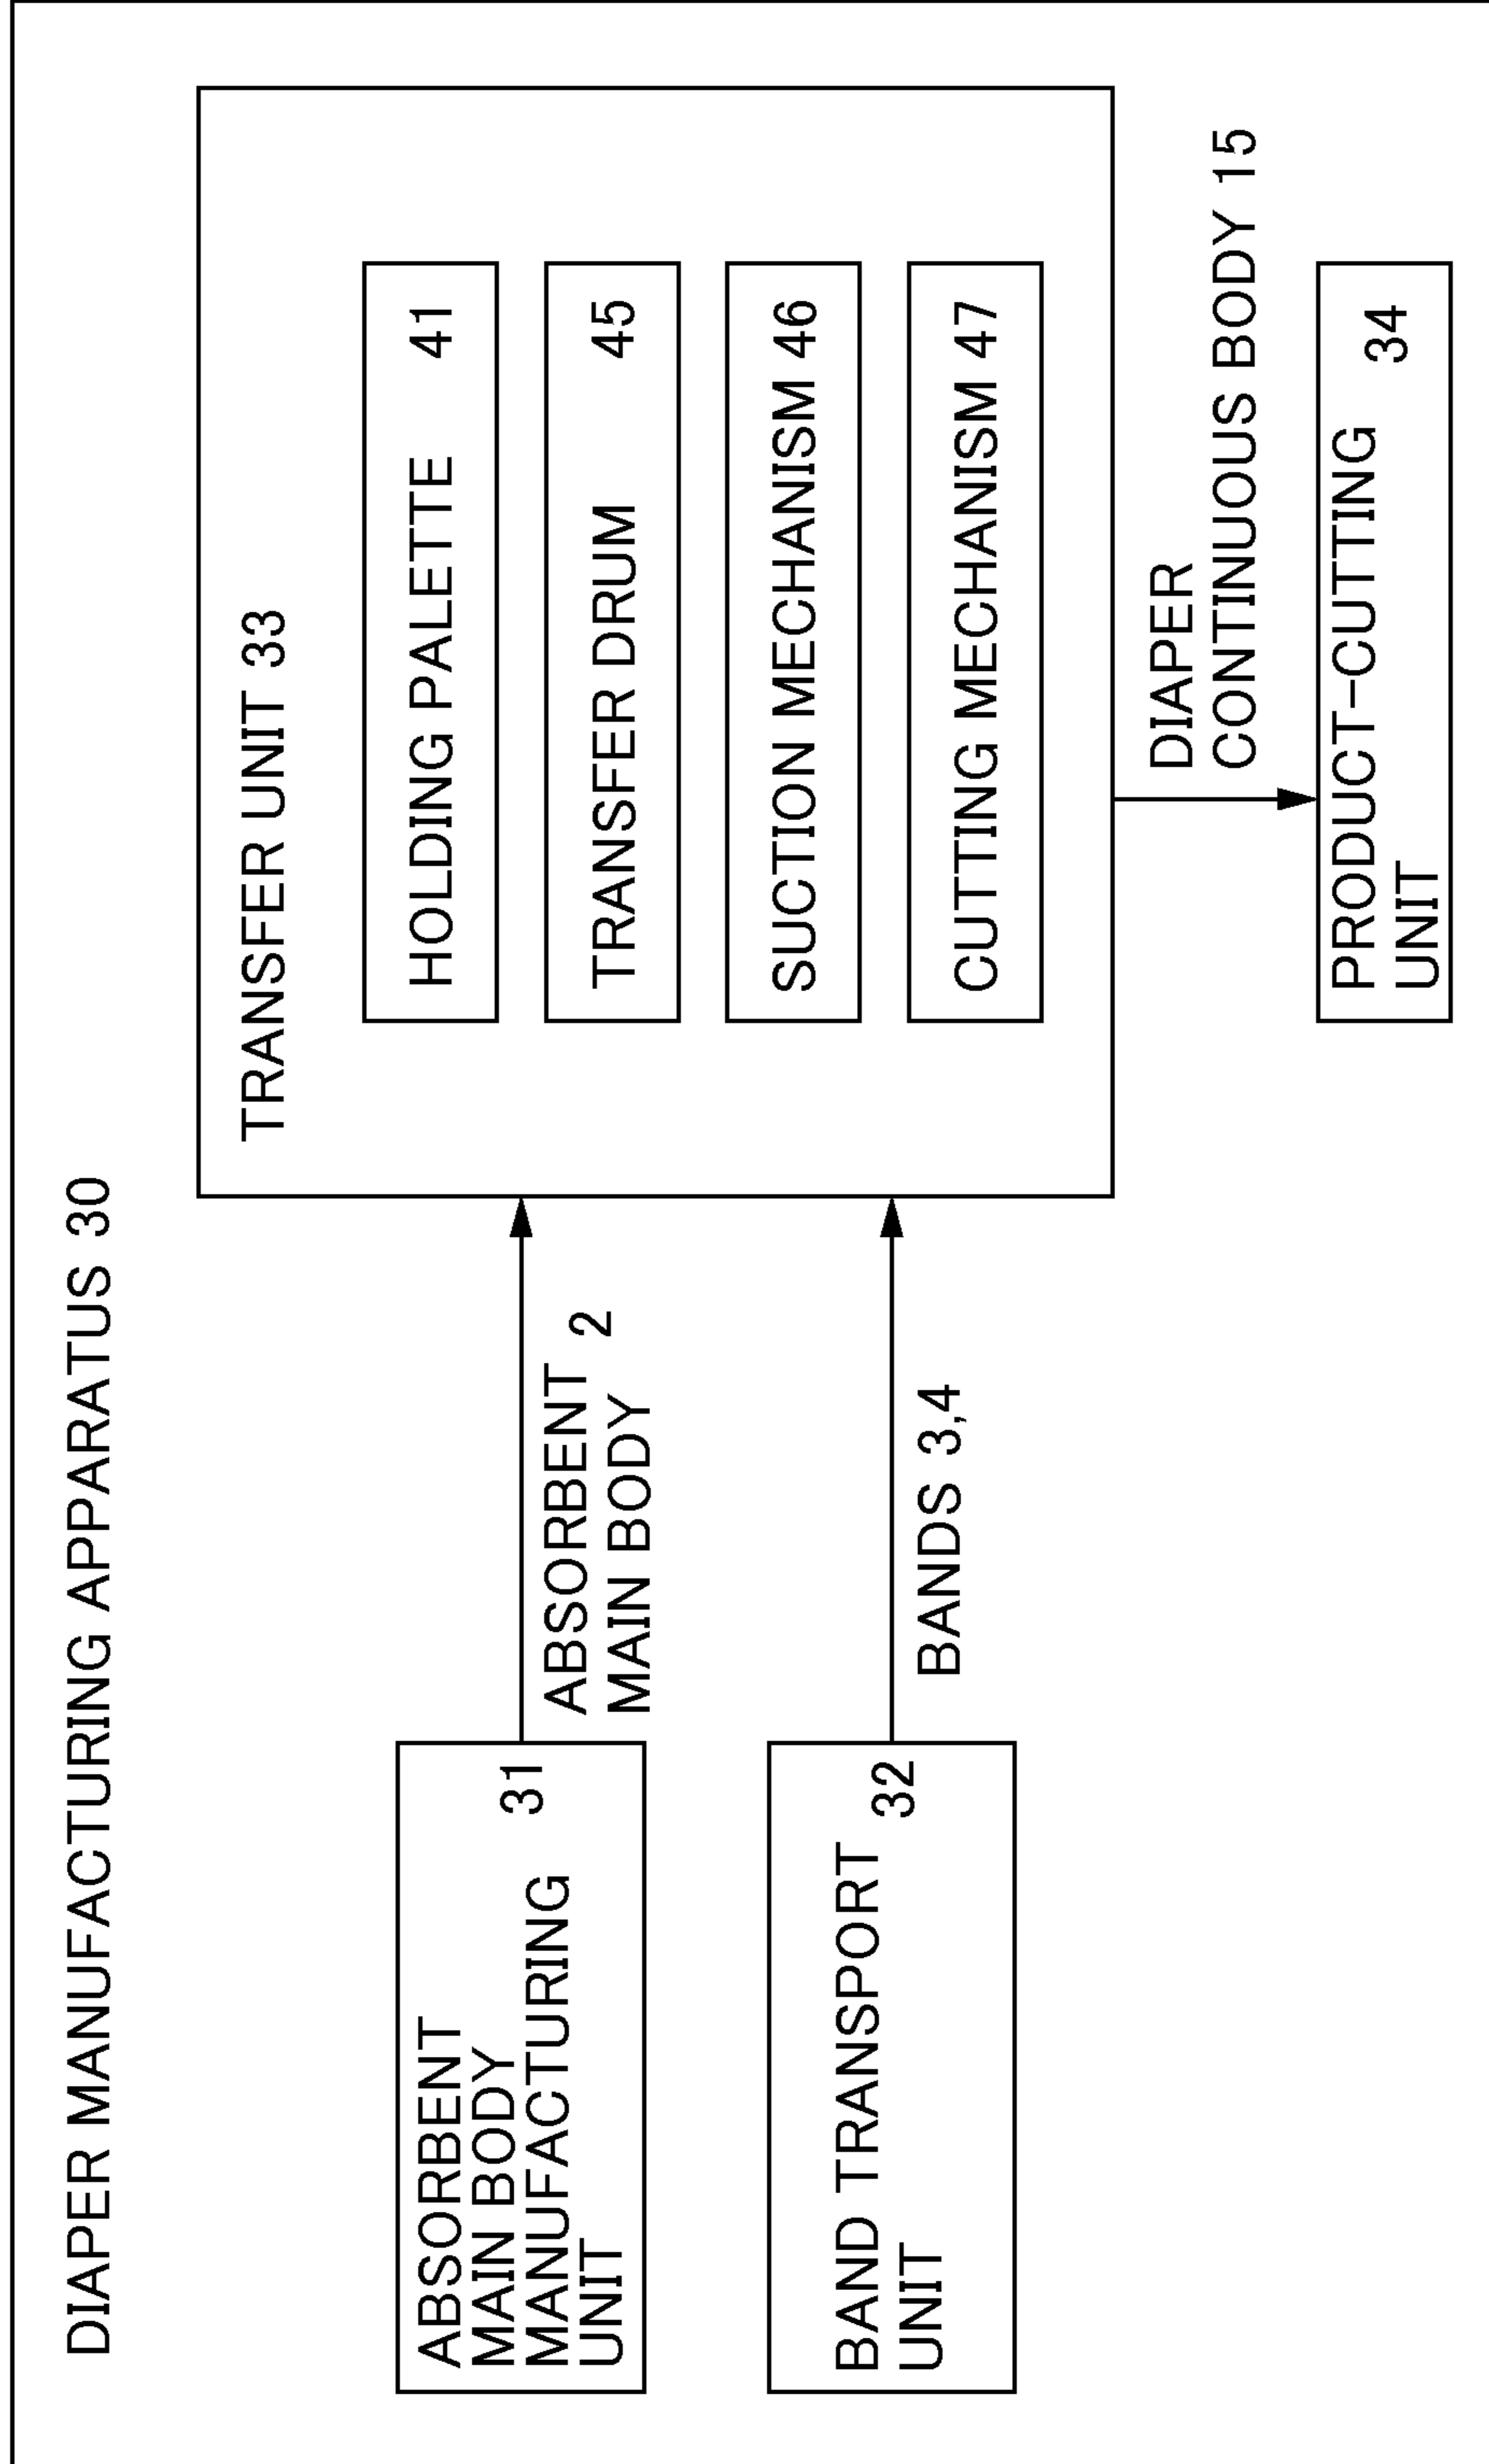 DIAPER MANUFACTURING APPARATUS 30
ABSORBENT
MAIN BODY 31
MANUFACTURING
UNIT
ABSORBENT 2
MAIN BODY
BAND TRANSPORT 32
UNIT
BANDS 3,4
TRANSFER UNIT 33
HOLDING PALETTE 41
TRANSFER DRUM 45
SUCTION MECHANISM 46
CUTTING MECHANISM 47
DIAPER
CONTINUOUS BODY 15
PRODUCT-CUTTING 34
UNIT